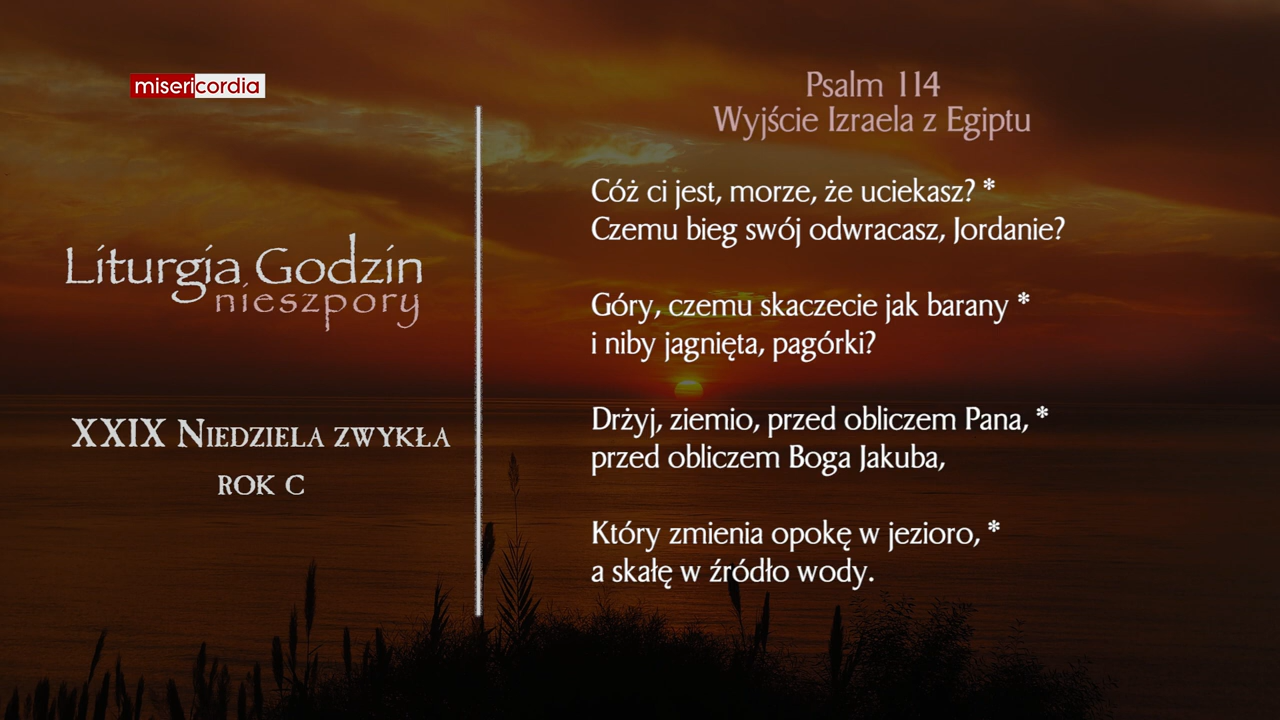 misericordia
Liturgia Godzin
nieszpory
XXIX Niedziela zwykła
rok C
Psalm 114
Wyjście Izraela z Egiptu
Cóż ci jest, morze, że uciekasz? *
Czemu bieg swój odwracasz, Jordanie?
Góry, czemu skaczecie jak barany *
i niby jagnięta, pagórki?
Drżyj, ziemio, przed obliczem Pana, *
przed obliczem Boga Jakuba,
Który zmienia opokę w jezioro, *
a skałę w źródło wody.